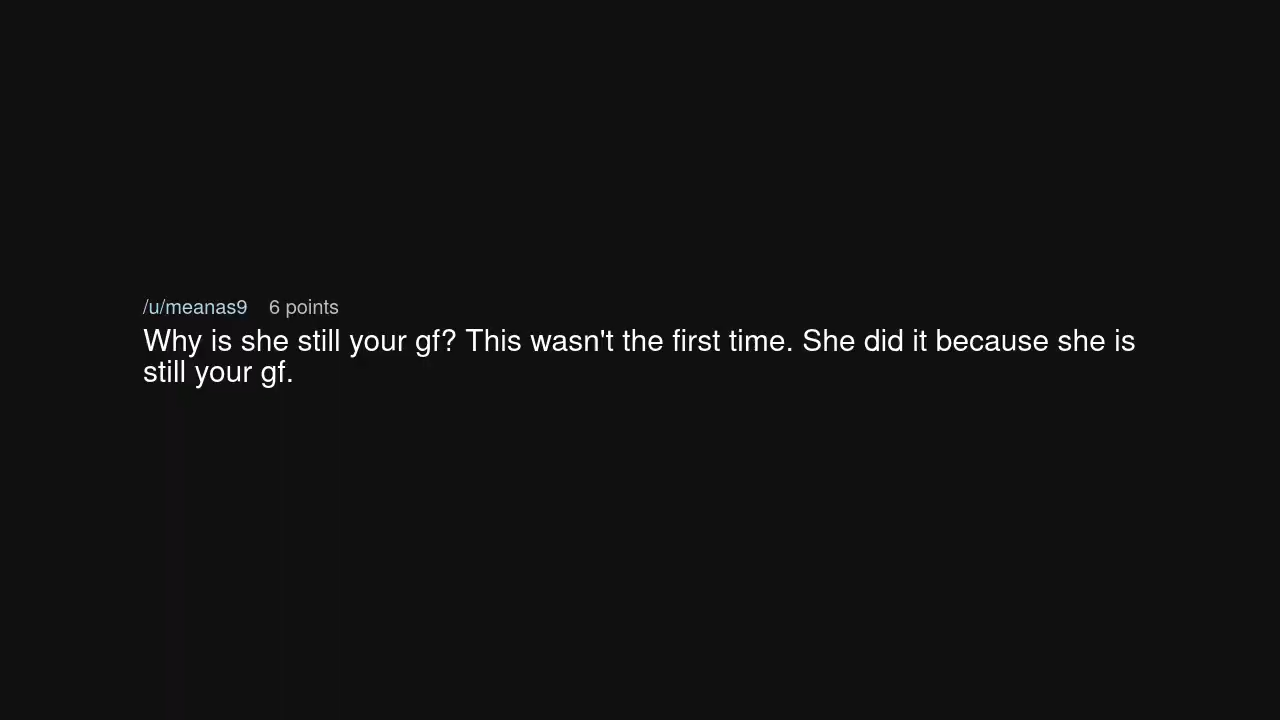 /u/meanas9 6 points
Why is she still your gf? This wasn't the first time. She did it because she is
still your gf.